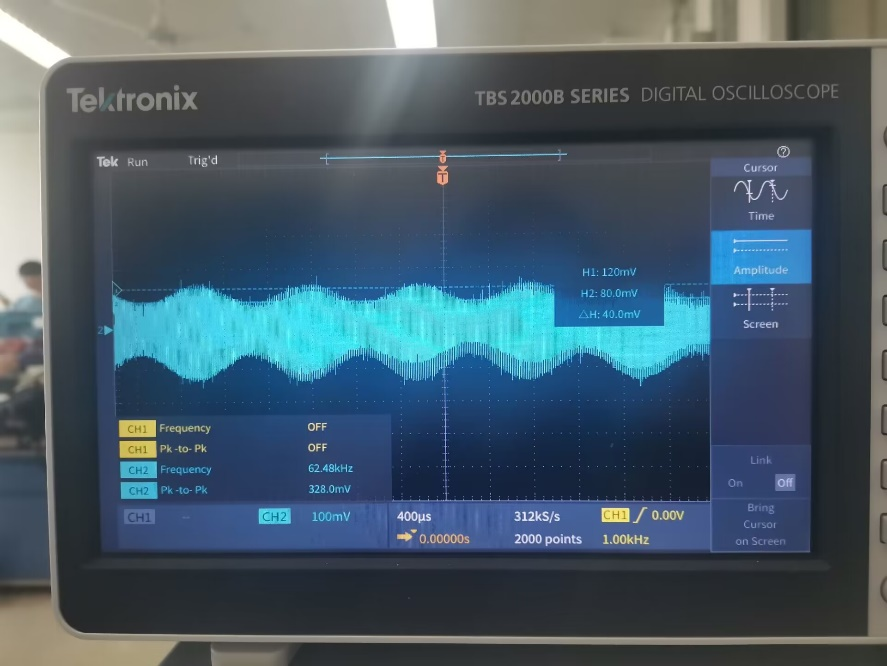 Tektronix
TBS 2000B SERIES DIGITAL OSCILLOSCOPE
Tek Run Trig'd
T
Cursor
Time
Amplitude
Screen
H1: 120mV
H2: 80.0mV
△H: 40.0mV
2
CH1 Frequency OFF
CH1 Pk-to-Pk OFF
CH2 Frequency 62.48kHz
CH2 Pk-to-Pk 328.0mV
Link
On Off
Bring
Cursor
on Screen
CH1 -- CH2 100mV 400µs 312kS/s CH1 0.00V
0.00000s 2000 points 1.00kHz